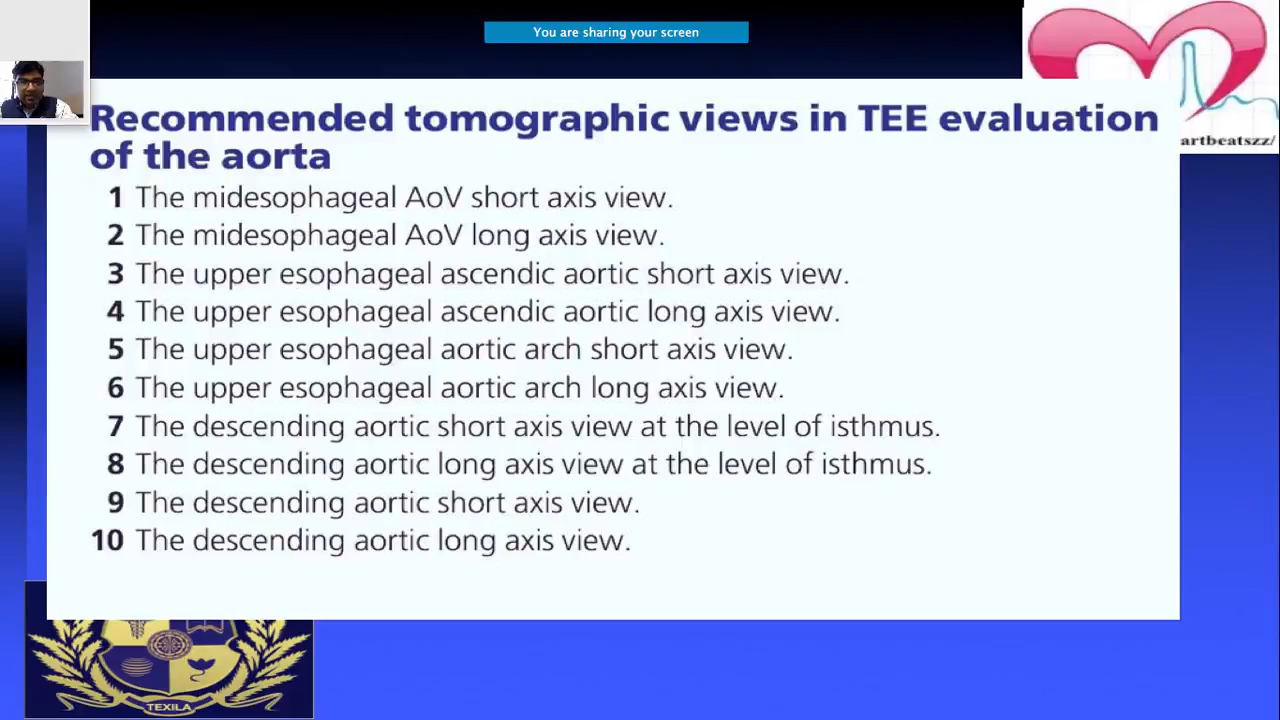 You are sharing your screen
artbeatszz/
Recommended tomographic views in TEE evaluation
of the aorta
1 The midesophageal AoV short axis view.
2 The midesophageal AoV long axis view.
3 The upper esophageal ascendic aortic short axis view.
4 The upper esophageal ascendic aortic long axis view.
5 The upper esophageal aortic arch short axis view.
6 The upper esophageal aortic arch long axis view.
7 The descending aortic short axis view at the level of isthmus.
8 The descending aortic long axis view at the level of isthmus.
9 The descending aortic short axis view.
10 The descending aortic long axis view.
TEXILA